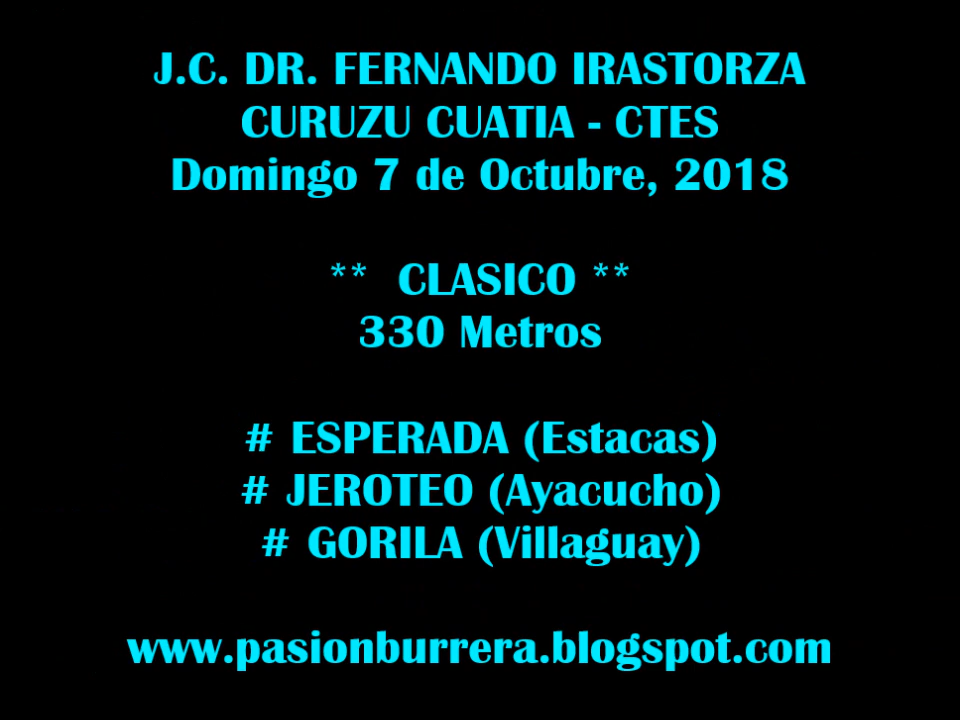 J.C. DR. FERNANDO IRASTORZA
CURUZU CUATIA - CTES
Domingo 7 de Octubre, 2018
** CLASICO **
330 Metros
# ESPERADA (Estacas)
# JEROTEO (Ayacucho)
# GORILA (Villaguay)
www.pasionburrera.blogspot.com